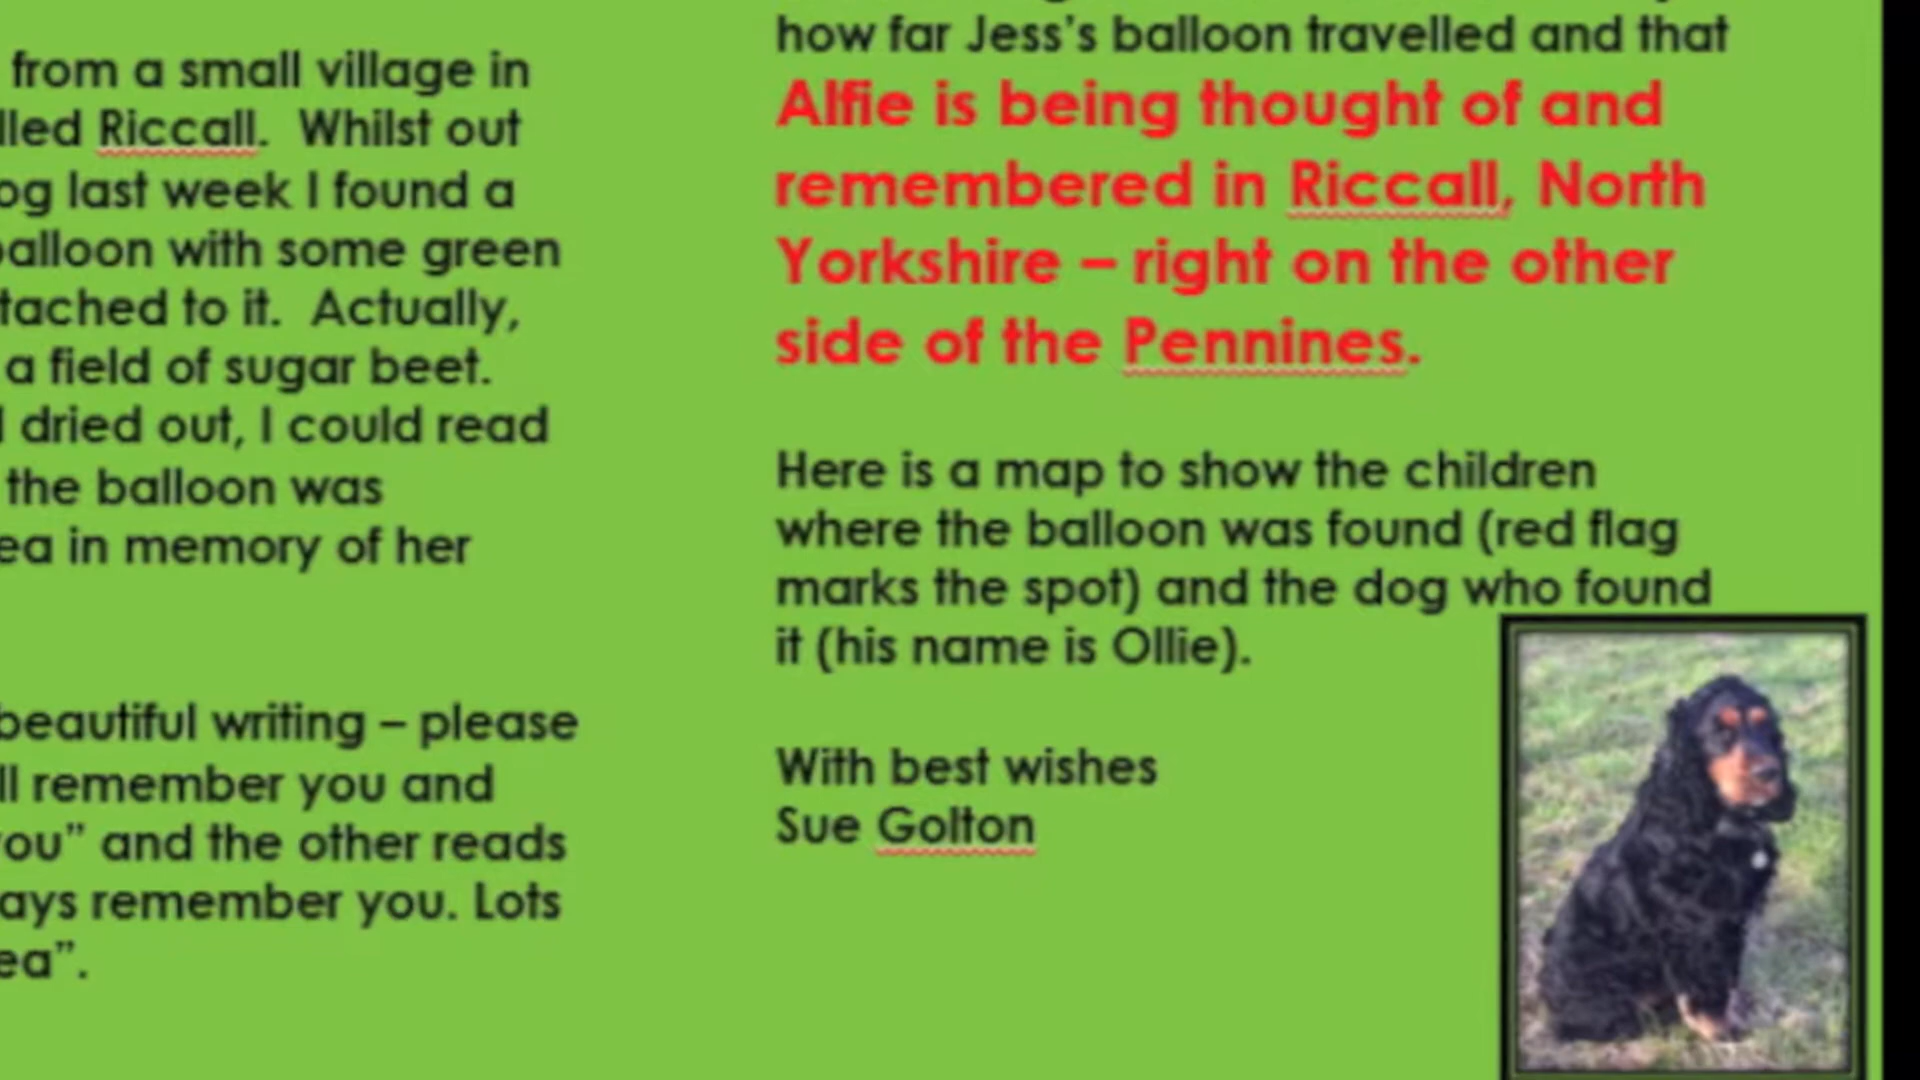 from a small village in
lled Riccall. Whilst out
og last week I found a
balloon with some green
tached to it. Actually,
a field of sugar beet.
dried out, I could read
the balloon was
ea in memory of her
beautiful writing – please
ll remember you and
you” and the other reads
ays remember you. Lots
ea”.
how far Jess’s balloon travelled and that
Alfie is being thought of and
remembered in Riccall, North
Yorkshire – right on the other
side of the Pennines.
Here is a map to show the children
where the balloon was found (red flag
marks the spot) and the dog who found
it (his name is Ollie).
With best wishes
Sue Golton